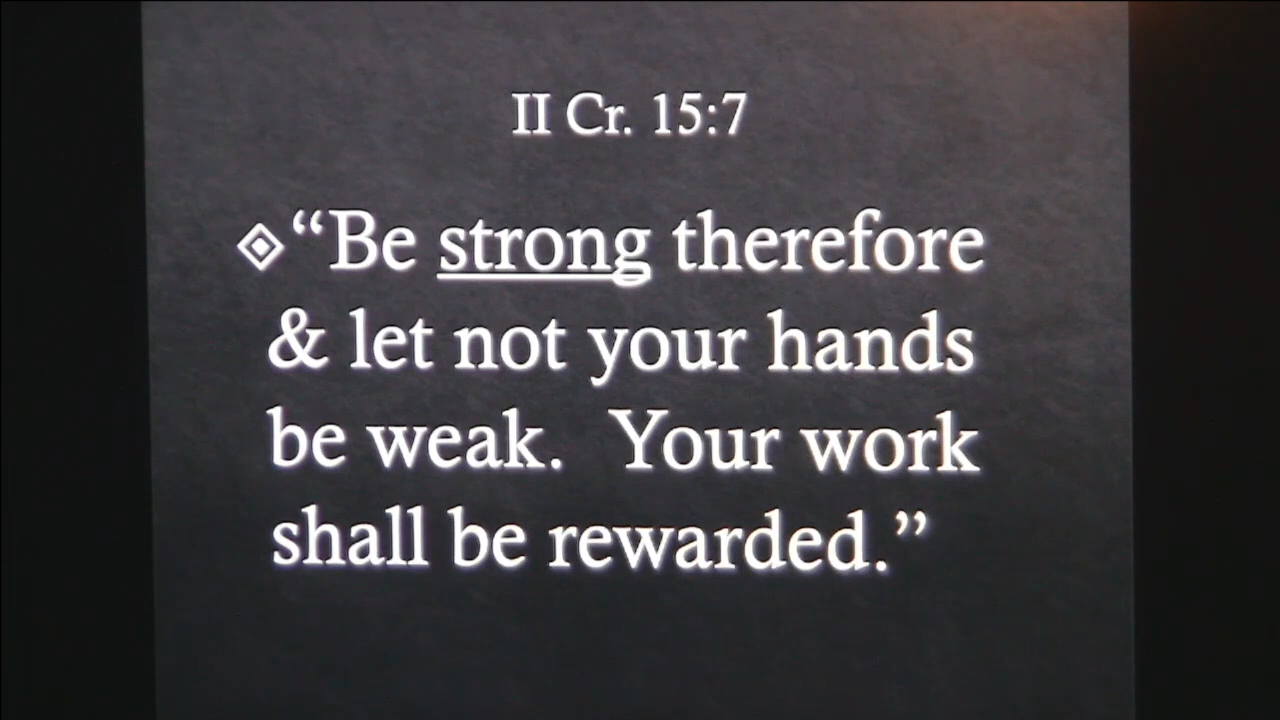 II Cr. 15:7
“Be strong therefore
& let not your hands
be weak.  Your work
shall be rewarded.”